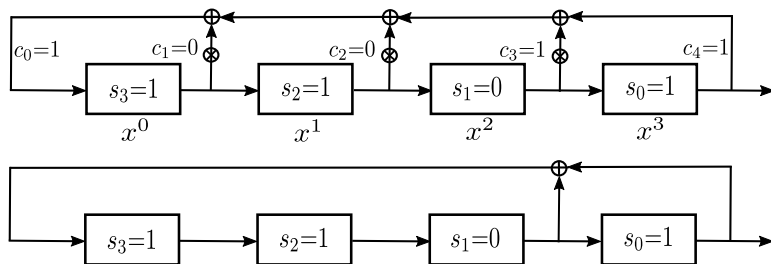 c₀=1 c₁=0 c₂=0 c₃=1 c₄=1
s₃=1 s₂=1 s₁=0 s₀=1
x⁰ x¹ x² x³
s₃=1 s₂=1 s₁=0 s₀=1